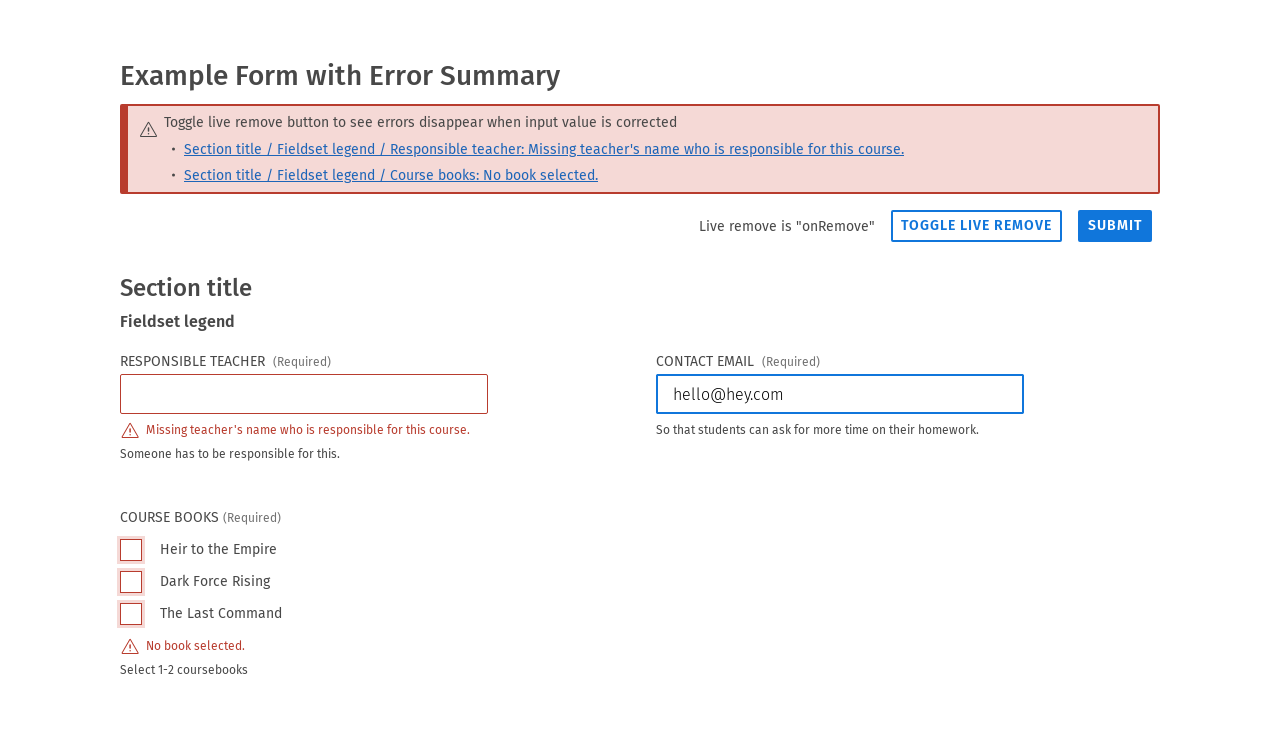 Example Form with Error Summary
Toggle live remove button to see errors disappear when input value is corrected
• Section title / Fieldset legend / Responsible teacher: Missing teacher's name who is responsible for this course.
• Section title / Fieldset legend / Course books: No book selected.
Live remove is "onRemove" TOGGLE LIVE REMOVE SUBMIT
Section title
Fieldset legend
RESPONSIBLE TEACHER (Required)
CONTACT EMAIL (Required)
hello@hey.com
Missing teacher's name who is responsible for this course.
So that students can ask for more time on their homework.
Someone has to be responsible for this.
COURSE BOOKS (Required)
Heir to the Empire
Dark Force Rising
The Last Command
No book selected.
Select 1-2 coursebooks